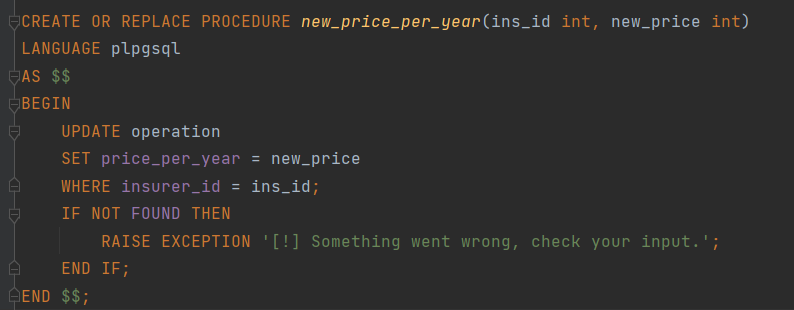 CREATE OR REPLACE PROCEDURE new_price_per_year(ins_id int, new_price int)
LANGUAGE plpgsql
AS $$
BEGIN
    UPDATE operation
    SET price_per_year = new_price
    WHERE insurer_id = ins_id;
    IF NOT FOUND THEN
        RAISE EXCEPTION '[!] Something went wrong, check your input.';
    END IF;
END $$;